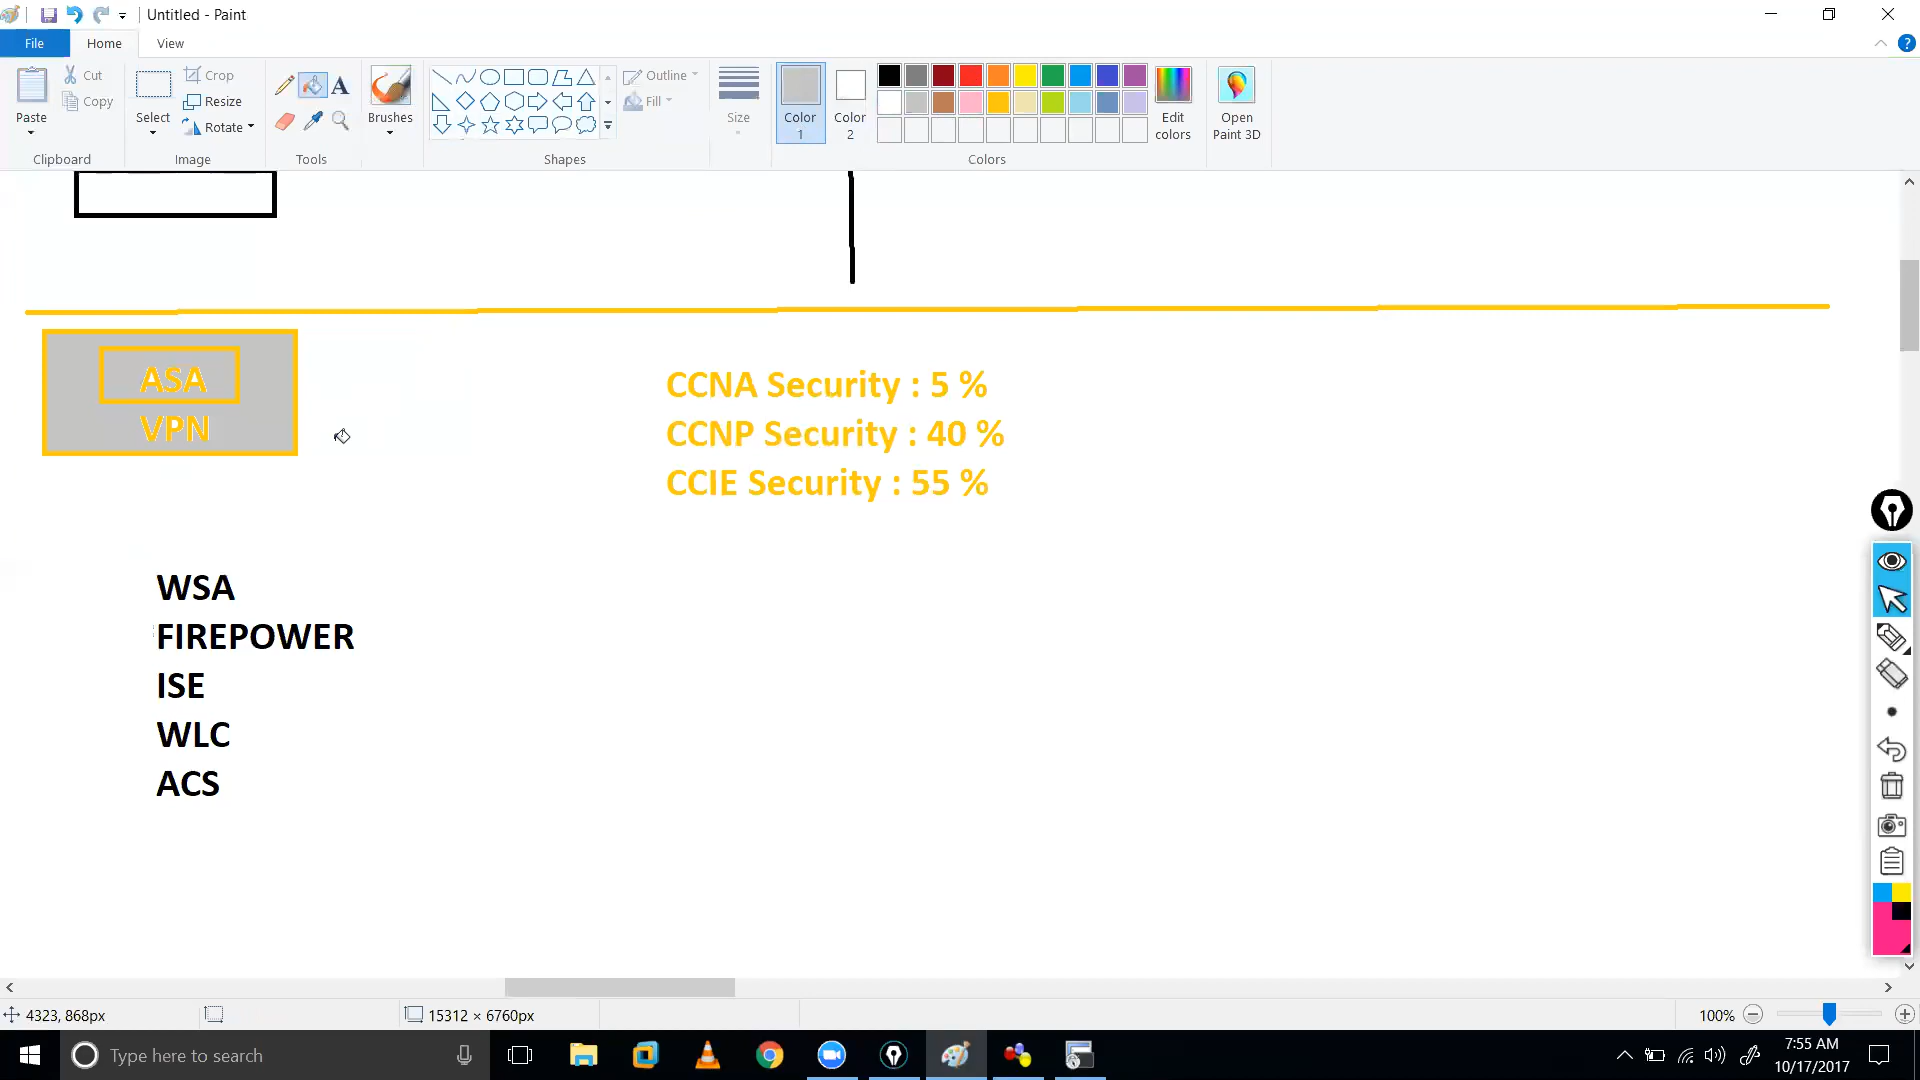 Untitled - Paint
File Home View
Paste
Cut
Copy
Clipboard
Select
Crop
Resize
Rotate
Image
Tools
Brushes
Shapes
Outline
Fill
Size
Color 1
Color 2
Colors
Edit colors
Open Paint 3D
ASA
VPN
CCNA Security : 5 %
CCNP Security : 40 %
CCIE Security : 55 %
WSA
FIREPOWER
ISE
WLC
ACS
4323, 868px
15312 × 6760px
100%
Type here to search
7:55 AM
10/17/2017